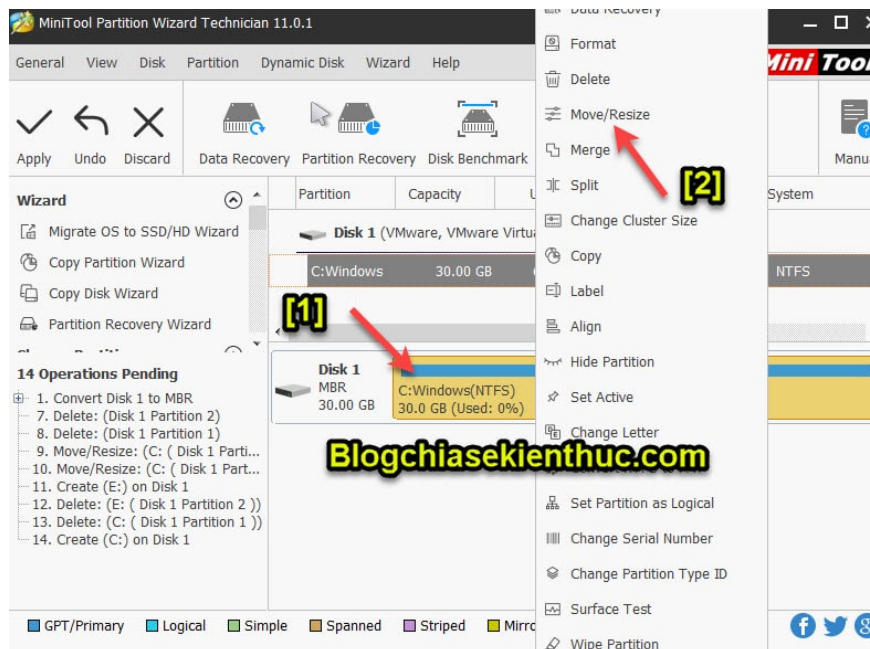 MiniTool Partition Wizard Technician 11.0.1
General View Disk Partition Dynamic Disk Wizard Help
Mini Tool
Apply Undo Discard Data Recovery Partition Recovery Disk Benchmark
Wizard
Migrate OS to SSD/HD Wizard
Copy Partition Wizard
Copy Disk Wizard
Partition Recovery Wizard
14 Operations Pending
1. Convert Disk 1 to MBR
7. Delete: (Disk 1 Partition 2)
8. Delete: (Disk 1 Partition 1)
9. Move/Resize: (C: ( Disk 1 Parti...
10. Move/Resize: (C: ( Disk 1 Part...
11. Create (E:) on Disk 1
12. Delete: (E: ( Disk 1 Partition 2 ))
13. Delete: (C: ( Disk 1 Partition 1 ))
14. Create (C:) on Disk 1
Partition Capacity U System
Disk 1 (VMware, VMware Virtu
C:Windows 30.00 GB NTFS
[1]
Disk 1
MBR
30.00 GB
C:Windows(NTFS)
30.0 GB (Used: 0%)
Blogchiasekienthuc.com
Data Recovery
Format
Delete
Move/Resize
[2]
Merge
Split
Change Cluster Size
Copy
Label
Align
Hide Partition
Set Active
Change Letter
Set Partition as Logical
Change Serial Number
Change Partition Type ID
Surface Test
Wipe Partition
GPT/Primary Logical Simple Spanned Striped Mirro